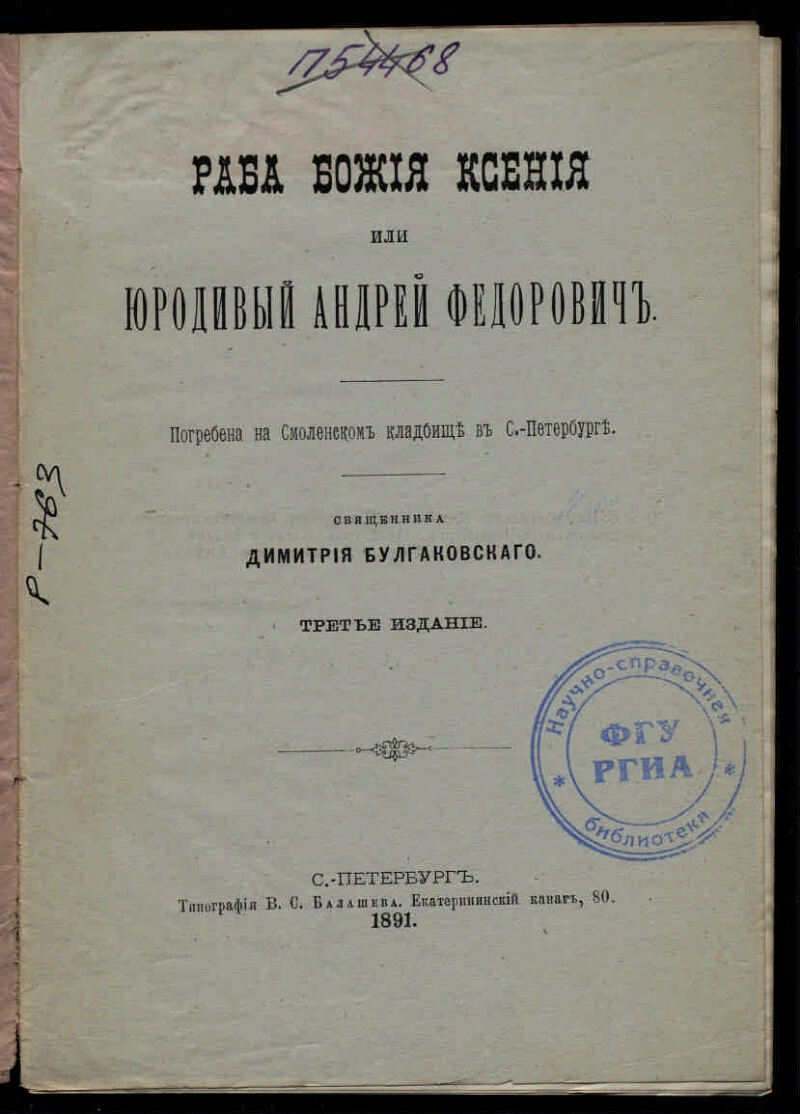 П54468
РАБА БОЖІЯ КСЕНІЯ
ИЛИ
ЮРОДИВЫЙ АНДРЕЙ ФЕДОРОВИЧЪ.
Погребена на Смоленскомъ кладбищѣ въ С.-Петербургѣ.
СВЯЩЕННИКА
ДИМИТРІЯ БУЛГАКОВСКАГО.
ТРЕТЬЕ ИЗДАНІЕ.
Р-763
Научно-справочная
ФГУ
РГИА
* библиотека *
С.-ПЕТЕРБУРГЪ.
Типографія В. С. БАЛАШЕВА. Екатерининскій каналъ, 80.
1891.